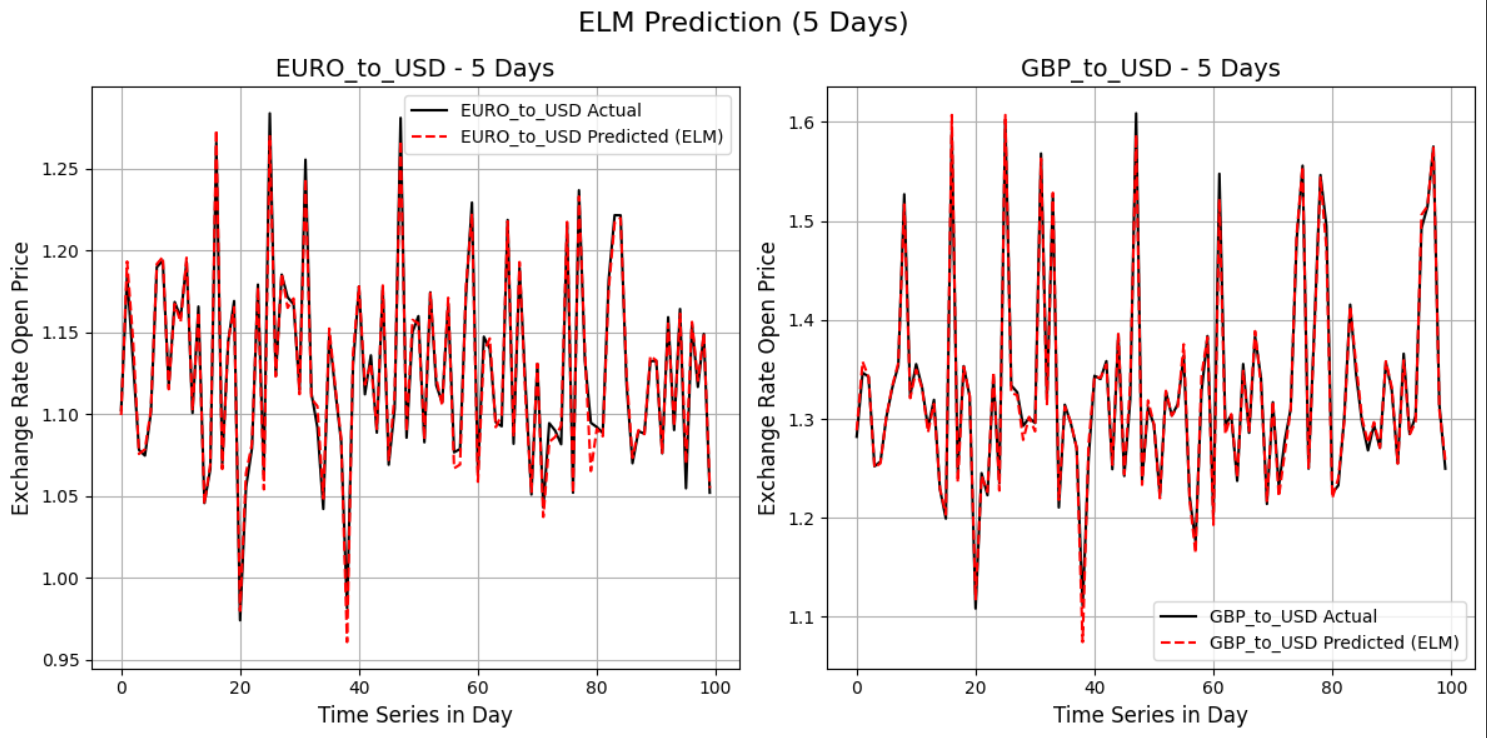 ELM Prediction (5 Days)
EURO_to_USD - 5 Days
EURO_to_USD Actual
EURO_to_USD Predicted (ELM)
1.25
1.20
1.15
1.10
1.05
1.00
0.95
Exchange Rate Open Price
0 20 40 60 80 100
Time Series in Day
GBP_to_USD - 5 Days
1.6
1.5
1.4
1.3
1.2
1.1
Exchange Rate Open Price
GBP_to_USD Actual
GBP_to_USD Predicted (ELM)
0 20 40 60 80 100
Time Series in Day